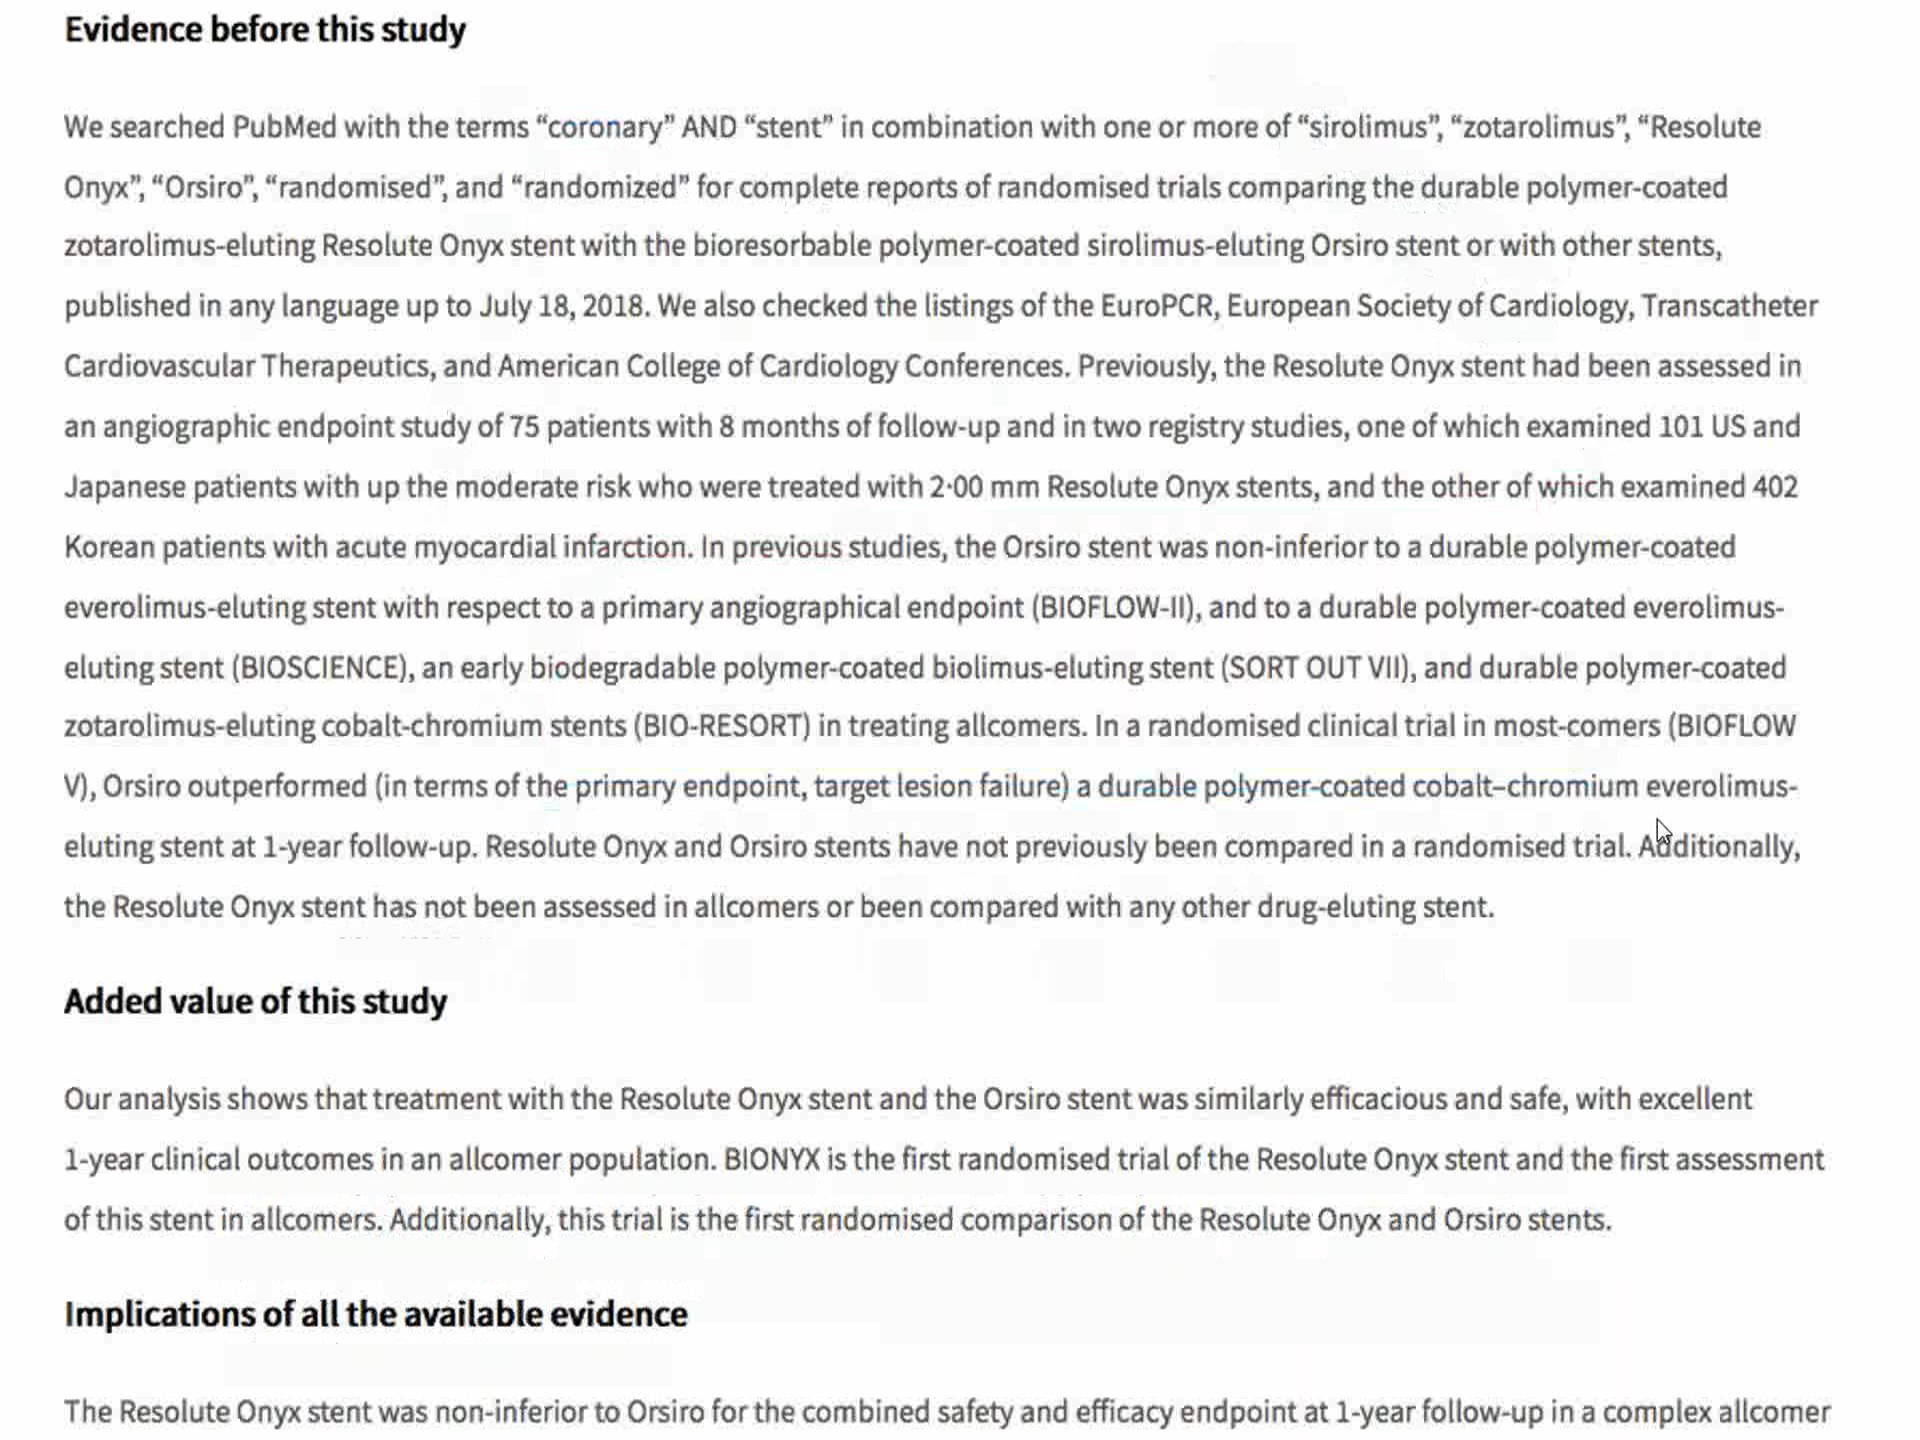 Evidence before this study
We searched PubMed with the terms “coronary” AND “stent” in combination with one or more of “sirolimus”, “zotarolimus”, “Resolute
Onyx”, “Orsiro”, “randomised”, and “randomized” for complete reports of randomised trials comparing the durable polymer-coated
zotarolimus-eluting Resolute Onyx stent with the bioresorbable polymer-coated sirolimus-eluting Orsiro stent or with other stents,
published in any language up to July 18, 2018. We also checked the listings of the EuroPCR, European Society of Cardiology, Transcatheter
Cardiovascular Therapeutics, and American College of Cardiology Conferences. Previously, the Resolute Onyx stent had been assessed in
an angiographic endpoint study of 75 patients with 8 months of follow-up and in two registry studies, one of which examined 101 US and
Japanese patients with up the moderate risk who were treated with 2·00 mm Resolute Onyx stents, and the other of which examined 402
Korean patients with acute myocardial infarction. In previous studies, the Orsiro stent was non-inferior to a durable polymer-coated
everolimus-eluting stent with respect to a primary angiographical endpoint (BIOFLOW-II), and to a durable polymer-coated everolimus-
eluting stent (BIOSCIENCE), an early biodegradable polymer-coated biolimus-eluting stent (SORT OUT VII), and durable polymer-coated
zotarolimus-eluting cobalt-chromium stents (BIO-RESORT) in treating allcomers. In a randomised clinical trial in most-comers (BIOFLOW
V), Orsiro outperformed (in terms of the primary endpoint, target lesion failure) a durable polymer-coated cobalt–chromium everolimus-
eluting stent at 1-year follow-up. Resolute Onyx and Orsiro stents have not previously been compared in a randomised trial. Additionally,
the Resolute Onyx stent has not been assessed in allcomers or been compared with any other drug-eluting stent.
Added value of this study
Our analysis shows that treatment with the Resolute Onyx stent and the Orsiro stent was similarly efficacious and safe, with excellent
1-year clinical outcomes in an allcomer population. BIONYX is the first randomised trial of the Resolute Onyx stent and the first assessment
of this stent in allcomers. Additionally, this trial is the first randomised comparison of the Resolute Onyx and Orsiro stents.
Implications of all the available evidence
The Resolute Onyx stent was non-inferior to Orsiro for the combined safety and efficacy endpoint at 1-year follow-up in a complex allcomer